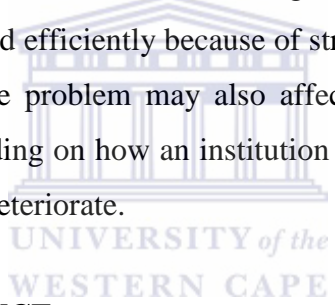 d efficiently because of str
e problem may also affec
ding on how an institution
eteriorate.
UNIVERSITY of the
WESTERN CAPE